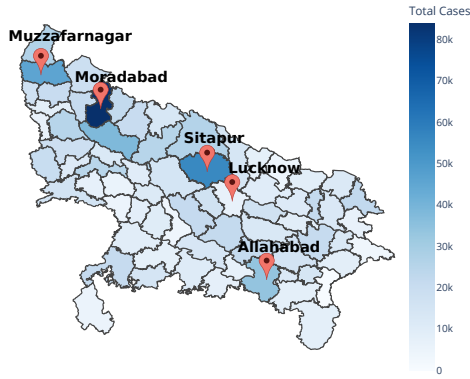 Total Cases
Muzzafarnagar
Moradabad
Sitapur
Lucknow
Allahabad
80k
70k
60k
50k
40k
30k
20k
10k
0